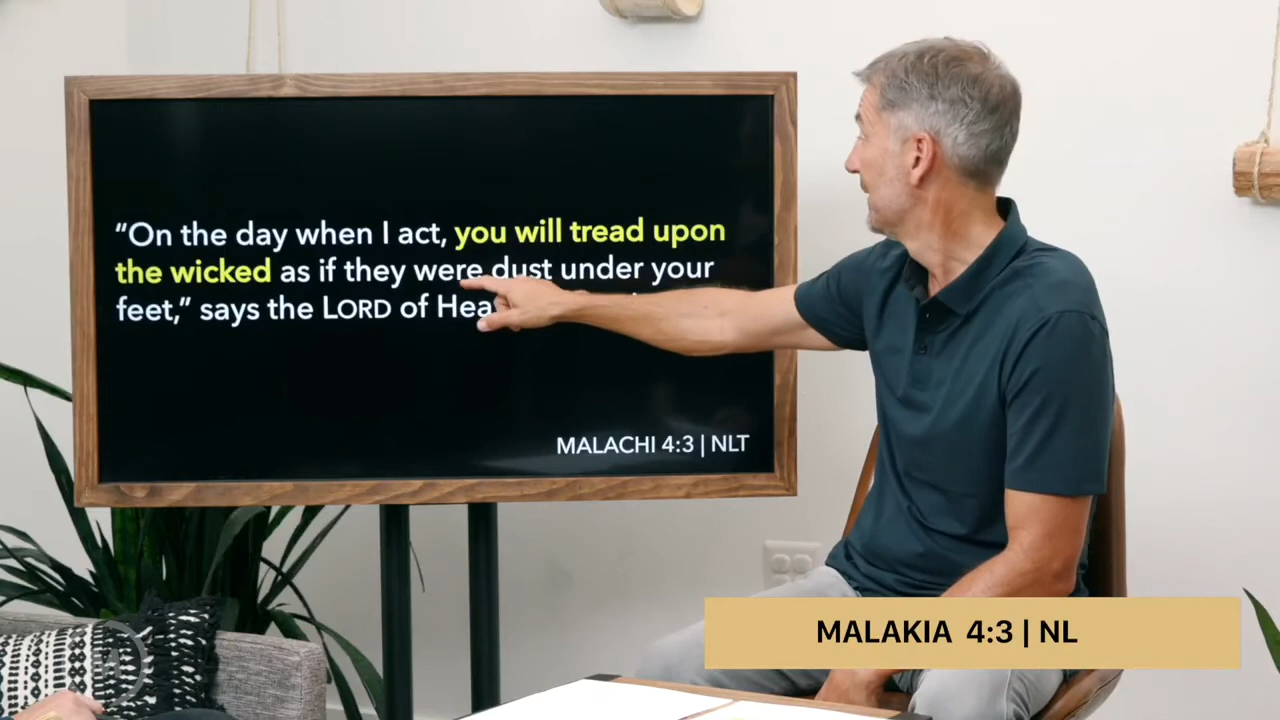 “On the day when I act, you will tread upon
the wicked as if they were dust under your
feet,” says the LORD of
MALACHI 4:3 | NLT
MALAKIA 4:3 | NL